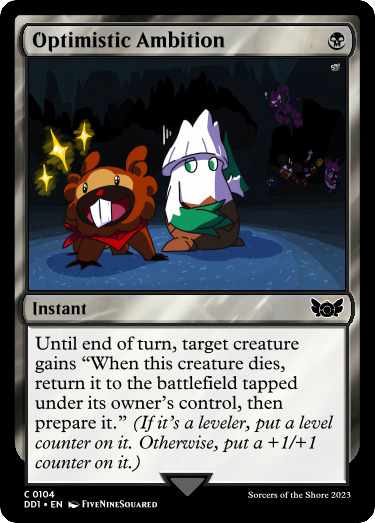 Optimistic Ambition
Instant
Until end of turn, target creature
gains “When this creature dies,
return it to the battlefield tapped
under its owner’s control, then
prepare it.” (If it’s a leveler, put a level
counter on it. Otherwise, put a +1/+1
counter on it.)
C 0104
DD1 • EN FiveNineSquared
Sorcers of the Shore 2023